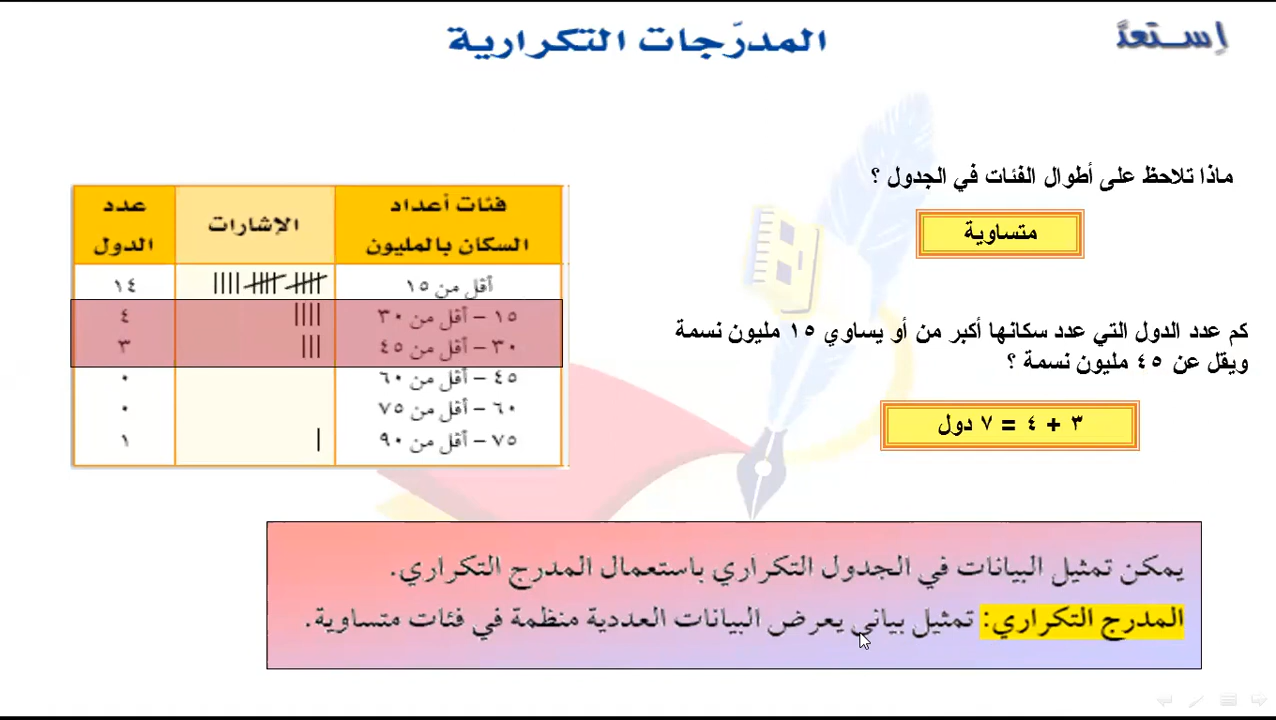 إستعدَّ
المدرّجات التكرارية
ماذا تلاحظ على أطوال الفئات في الجدول ؟
متساوية
كم عدد الدول التي عدد سكانها أكبر من أو يساوي ١٥ مليون نسمة
ويقل عن ٤٥ مليون نسمة ؟
٣ + ٤ = ٧ دول
فئات أعداد السكان بالمليون الإشارات عدد الدول
أقل من ١٥ ١٤
١٥ – أقل من ٣٠ ٤
٣٠ – أقل من ٤٥ ٣
٤٥ – أقل من ٦٠ ٠
٦٠ – أقل من ٧٥ ٠
٧٥ – أقل من ٩٠ ١
يمكن تمثيل البيانات في الجدول التكراري باستعمال المدرج التكراري.
المدرج التكراري: تمثيل بياني يعرض البيانات العددية منظمة في فئات متساوية.